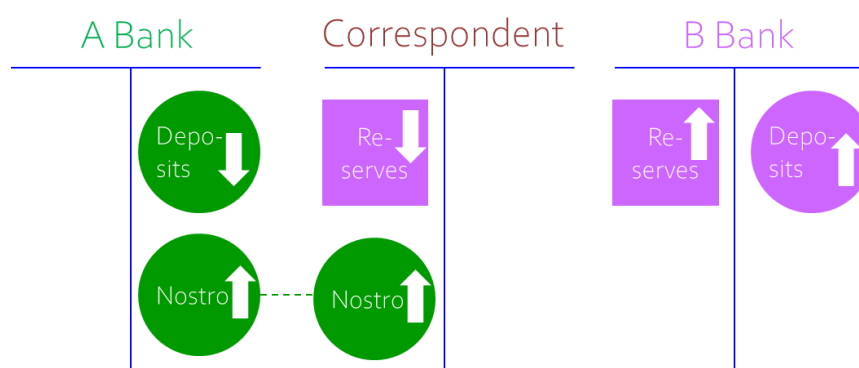 A Bank
Correspondent
B Bank
Depo-
sits
Re-
serves
Re-
serves
Depo-
sits
Nostro
Nostro